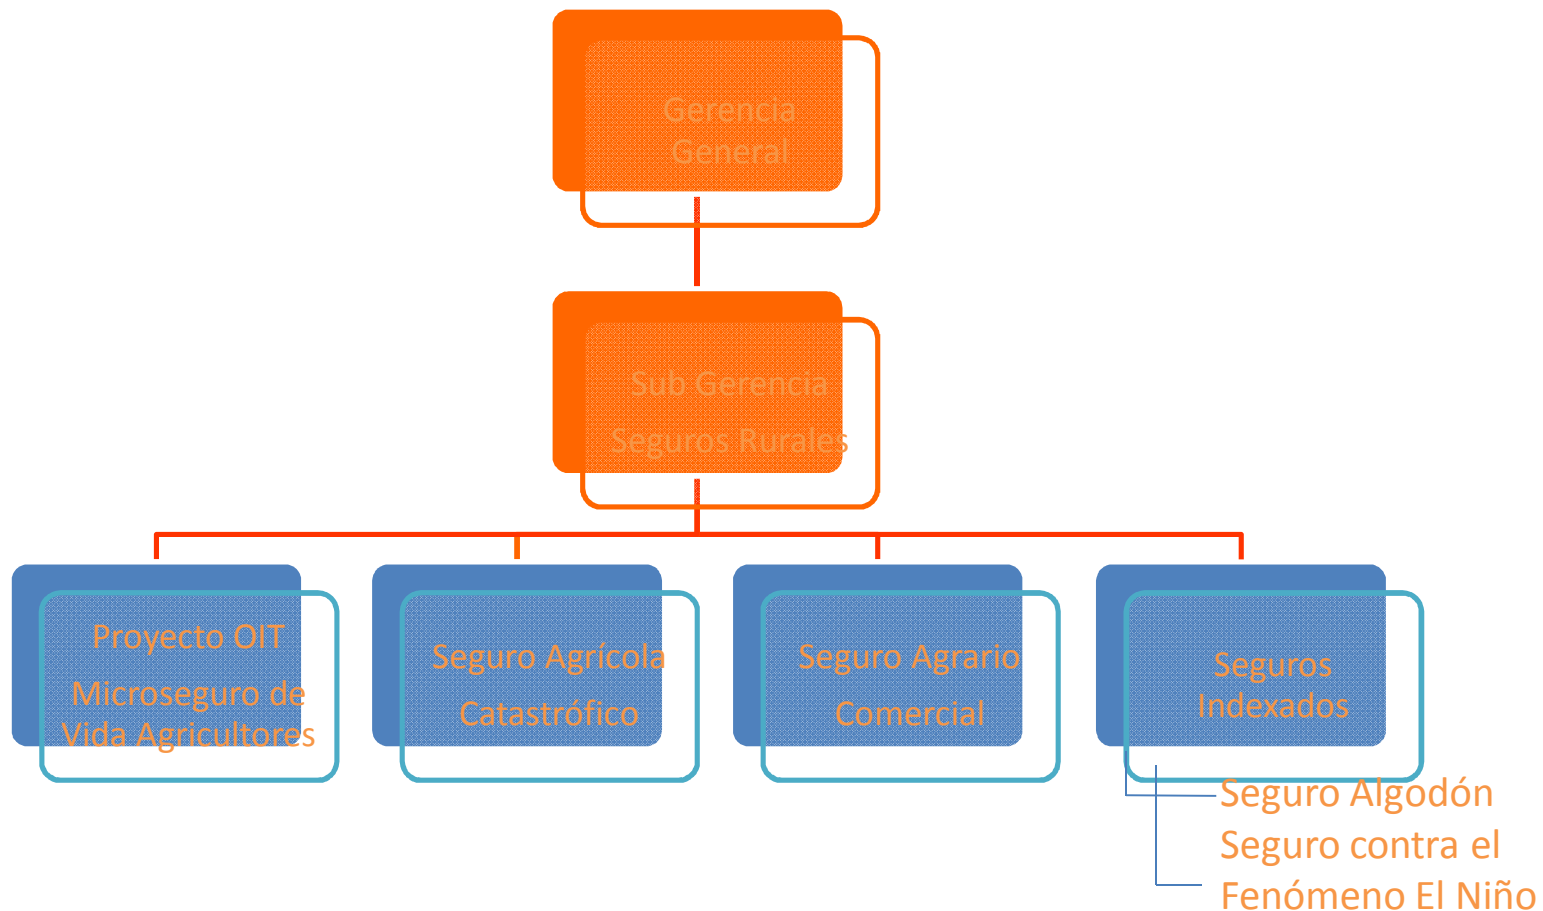 Gerencia
General
Sub Gerencia
Seguros Rurales
Proyecto OIT
Microseguro de
Vida Agricultores
Seguro Agrícola
Catastrófico
Seguro Agrario
Comercial
Seguros
Indexados
Seguro Algodón
Seguro contra el
Fenómeno El Niño